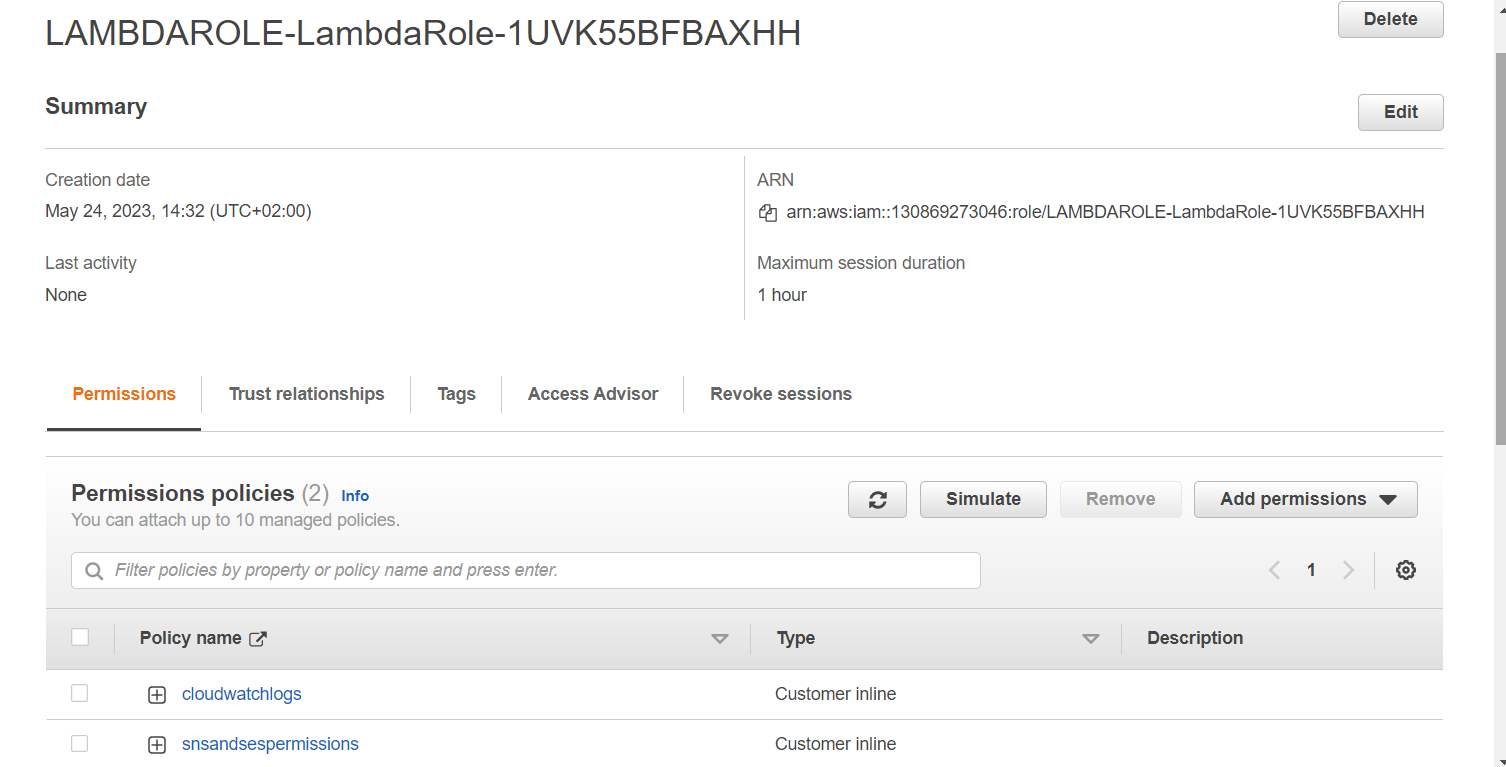 LAMBDAROLE-LambdaRole-1UVK55BFBAXHH
Delete
Summary
Edit
Creation date
May 24, 2023, 14:32 (UTC+02:00)
ARN
arn:aws:iam::130869273046:role/LAMBDAROLE-LambdaRole-1UVK55BFBAXHH
Last activity
None
Maximum session duration
1 hour
Permissions
Trust relationships
Tags
Access Advisor
Revoke sessions
Permissions policies (2) Info
You can attach up to 10 managed policies.
Simulate
Remove
Add permissions
Filter policies by property or policy name and press enter.
1
Policy name
Type
Description
cloudwatchlogs
Customer inline
snsandsespermissions
Customer inline